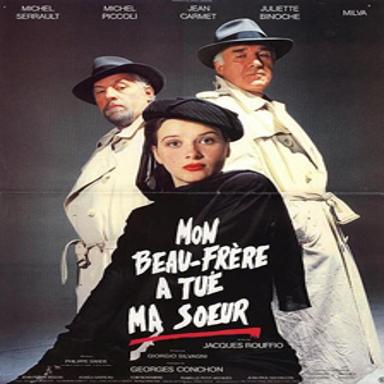 MICHEL SERRAULT
MICHEL PICCOLI
JEAN CARMET
JULIETTE BINOCHE
MILVA
MON
BEAU-FRÈRE
A TUÉ
MA SOEUR
JACQUES ROUFFIO
PHILIPPE SARDE
GIORGIO SILVAGNI
GEORGES CONCHON